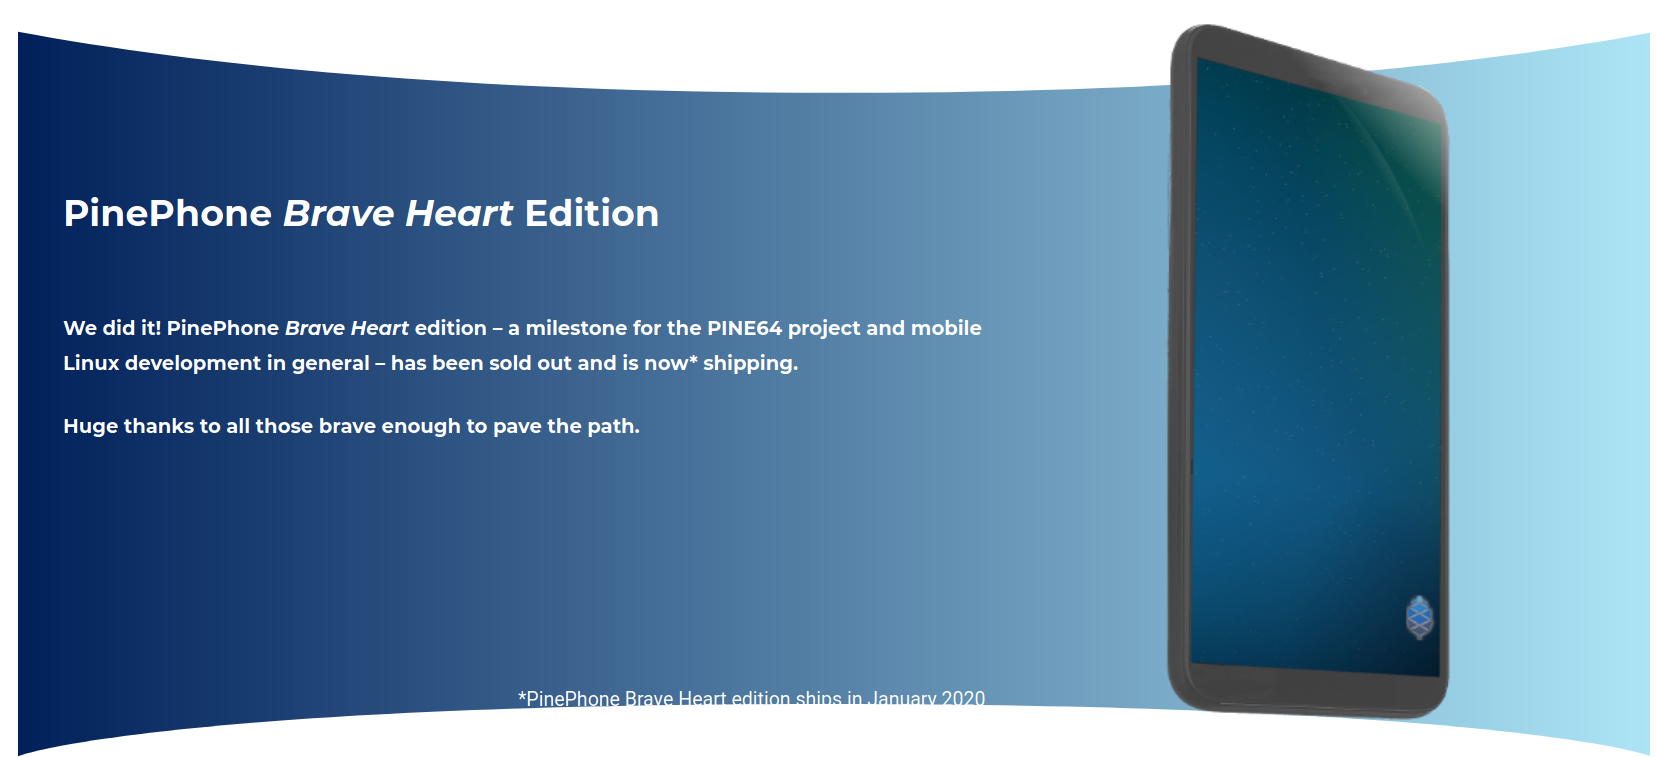 PinePhone Brave Heart Edition
We did it! PinePhone Brave Heart edition – a milestone for the PINE64 project and mobile
Linux development in general – has been sold out and is now* shipping.
Huge thanks to all those brave enough to pave the path.
*PinePhone Brave Heart edition ships in January 2020